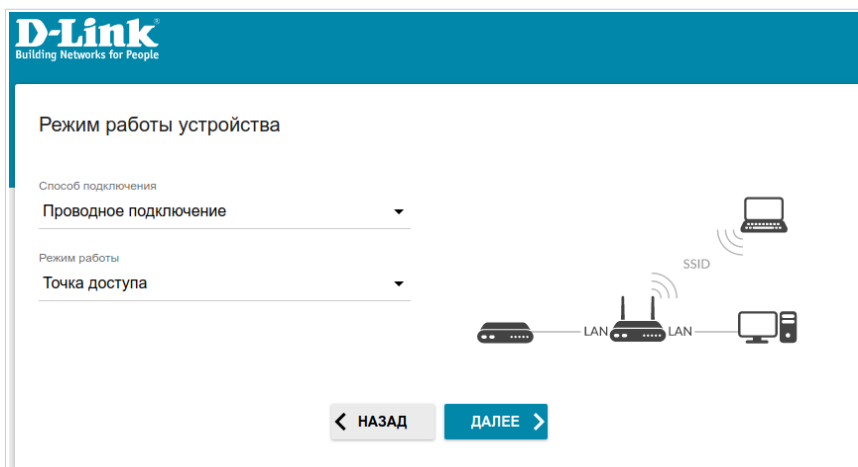 D-Link
Building Networks for People
Режим работы устройства
Способ подключения
Проводное подключение
Режим работы
Точка доступа
SSID
LAN
LAN
НАЗАД
ДАЛЕЕ